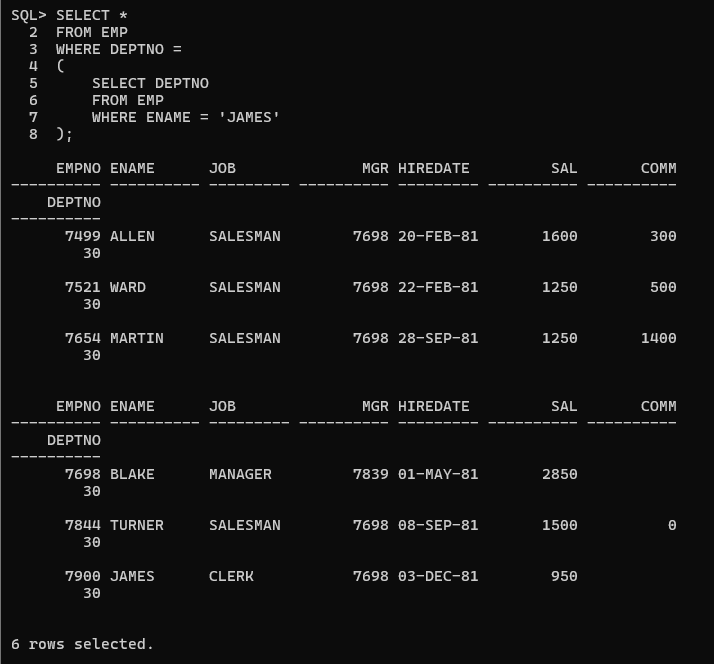 SQL> SELECT *
  2  FROM EMP
  3  WHERE DEPTNO =
  4  (
  5      SELECT DEPTNO
  6      FROM EMP
  7      WHERE ENAME = 'JAMES'
  8  );

     EMPNO ENAME      JOB              MGR HIREDATE         SAL       COMM
---------- ---------- --------- ---------- --------- ---------- ----------
    DEPTNO
----------
      7499 ALLEN      SALESMAN        7698 20-FEB-81       1600        300
        30

      7521 WARD       SALESMAN        7698 22-FEB-81       1250        500
        30

      7654 MARTIN     SALESMAN        7698 28-SEP-81       1250       1400
        30


     EMPNO ENAME      JOB              MGR HIREDATE         SAL       COMM
---------- ---------- --------- ---------- --------- ---------- ----------
    DEPTNO
----------
      7698 BLAKE      MANAGER         7839 01-MAY-81       2850
        30

      7844 TURNER     SALESMAN        7698 08-SEP-81       1500          0
        30

      7900 JAMES      CLERK           7698 03-DEC-81        950
        30


6 rows selected.